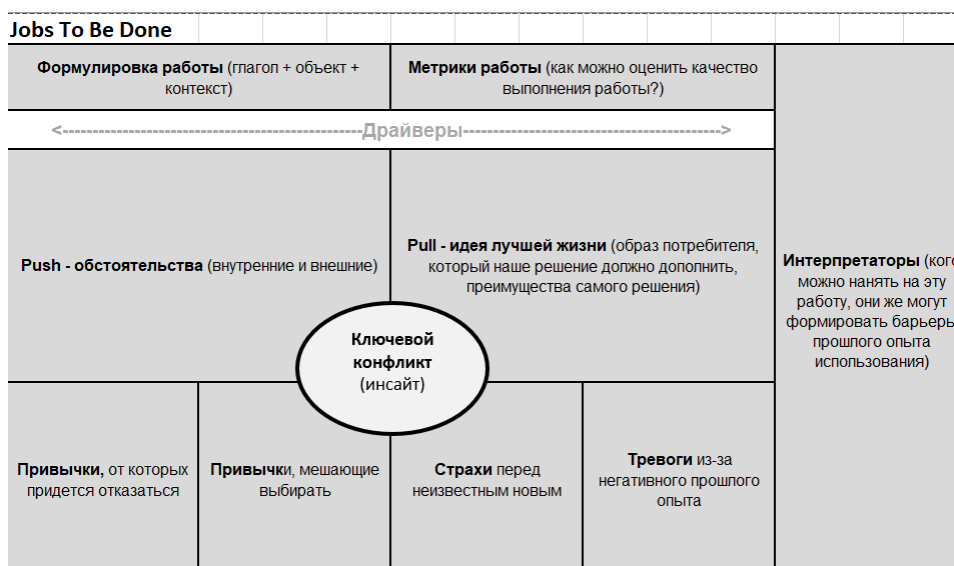 Jobs To Be Done
Формулировка работы (глагол + объект +
контекст)
Метрики работы (как можно оценить качество
выполнения работы?)
<-----------------------------------------Драйверы----------------------------------->
Push - обстоятельства (внутренние и внешние)
Pull - идея лучшей жизни (образ потребителя,
который наше решение должно дополнить,
преимущества самого решения)
Интерпретаторы (кого
можно нанять на эту
работу, они же могут
формировать барьеры
прошлого опыта
использования)
Ключевой
конфликт
(инсайт)
Привычки, от которых
придется отказаться
Привычки, мешающие
выбирать
Страхи перед
неизвестным новым
Тревоги из-за
негативного прошлого
опыта